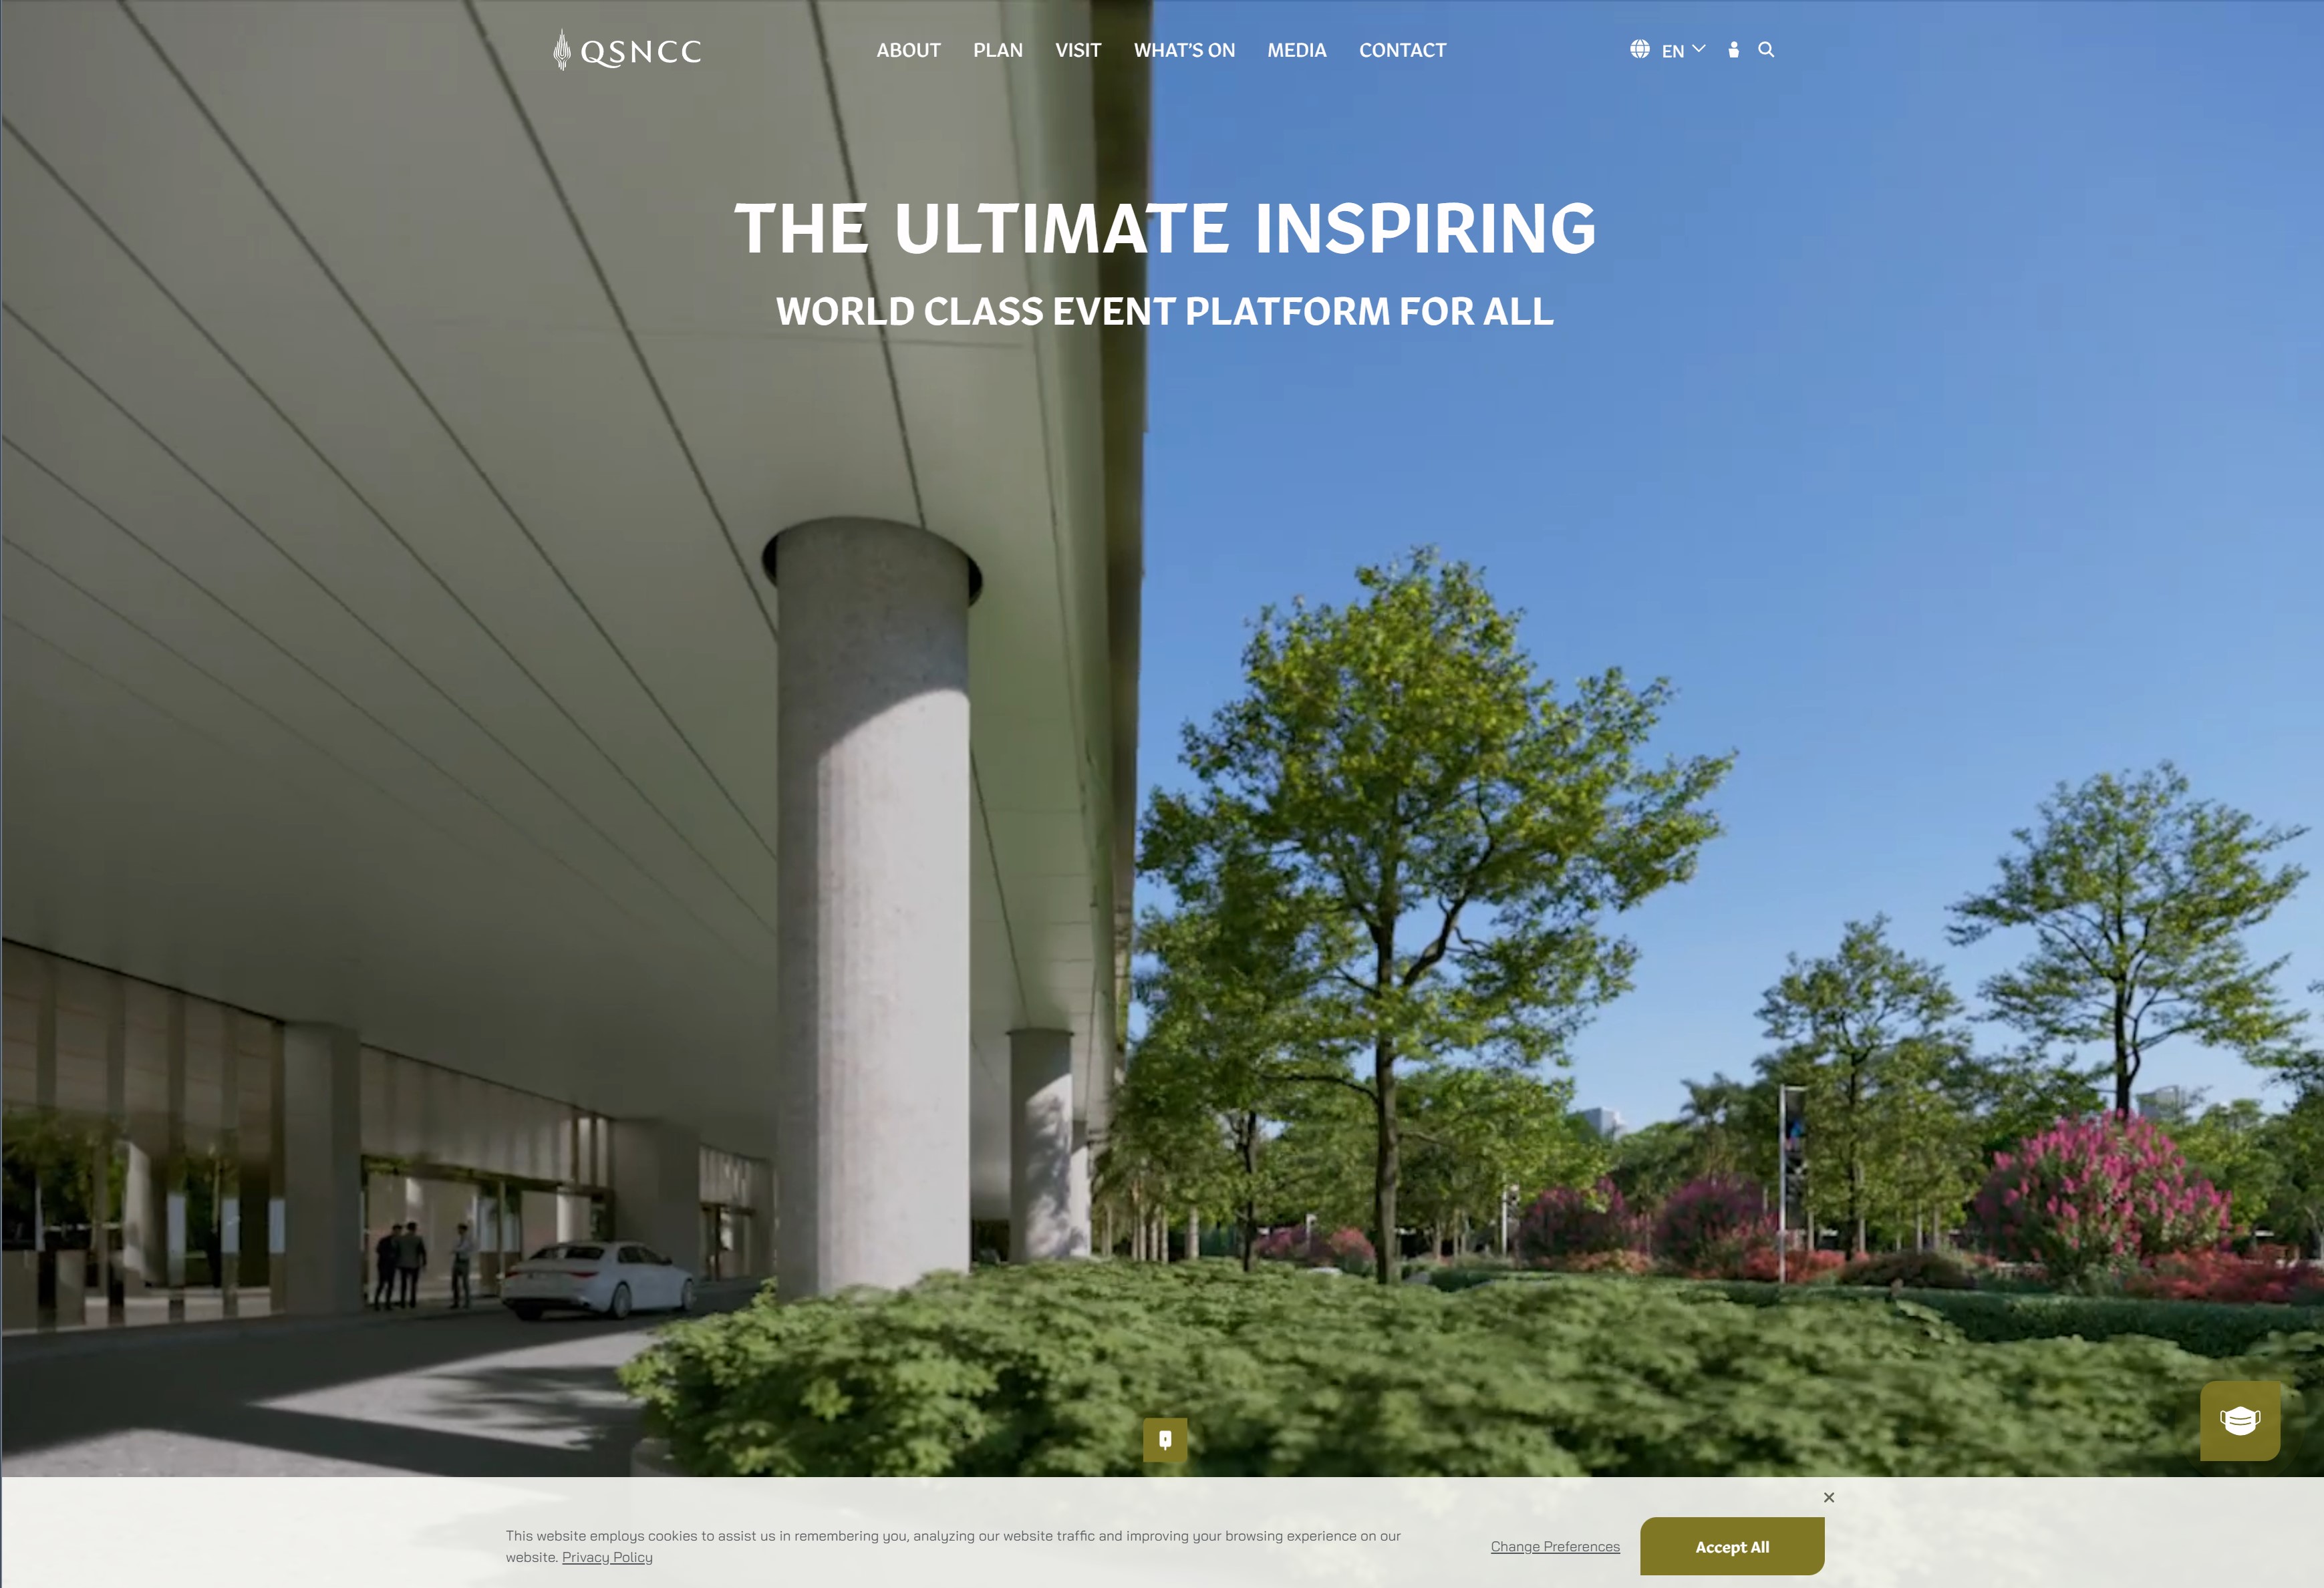 QSNCC
ABOUT PLAN VISIT WHAT'S ON MEDIA CONTACT
EN
THE ULTIMATE INSPIRING
WORLD CLASS EVENT PLATFORM FOR ALL
This website employs cookies to assist us in remembering you, analyzing our website traffic and improving your browsing experience on our
website. Privacy Policy
Change Preferences
Accept All